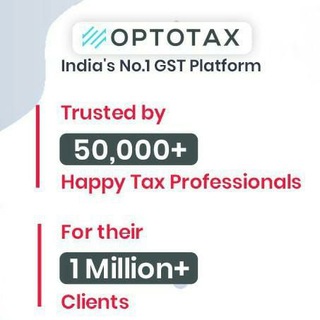 OPTOTAX
India's No.1 GST Platform
Trusted by
50,000+
Happy Tax Professionals
For their
1 Million+
Clients